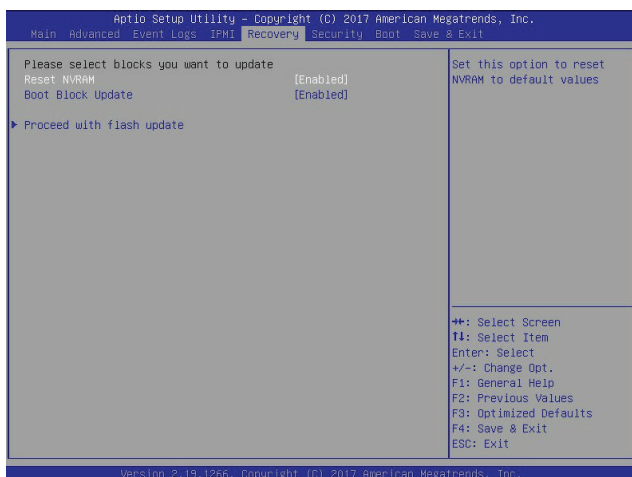 Aptio Setup Utility – Copyright (C) 2017 American Megatrends, Inc.
Main Advanced Event Logs IPMI Recovery Security Boot Save & Exit
Please select blocks you want to update
Reset NVRAM [Enabled]
Boot Block Update [Enabled]
► Proceed with flash update
Set this option to reset
NVRAM to default values
→←: Select Screen
↑↓: Select Item
Enter: Select
+/-: Change Opt.
F1: General Help
F2: Previous Values
F3: Optimized Defaults
F4: Save & Exit
ESC: Exit
Version 2.19.1266. Copyright (C) 2017 American Megatrends, Inc.